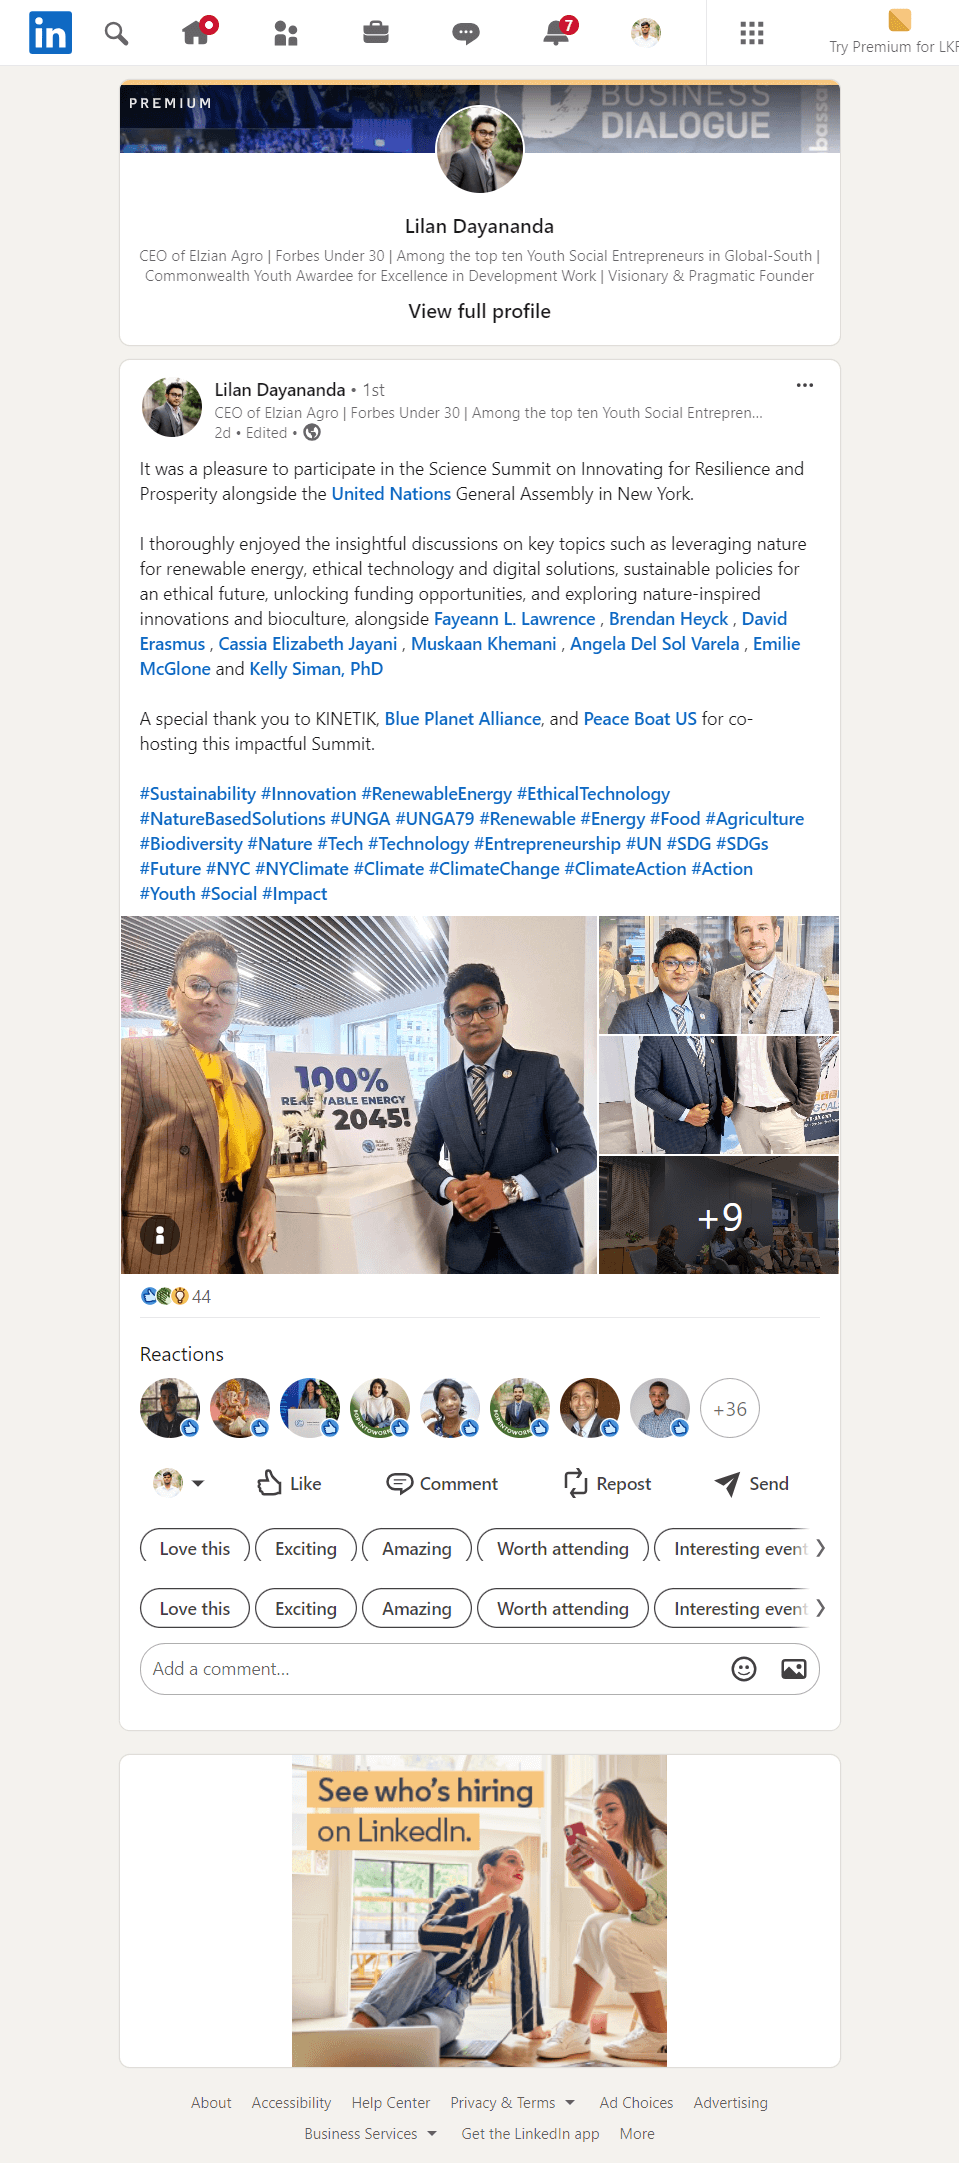 in
7
Try Premium for LKR
PREMIUM
BUSINESS
DIALOGUE
bassa
Lilan Dayananda
CEO of Elzian Agro | Forbes Under 30 | Among the top ten Youth Social Entrepreneurs in Global-South |
Commonwealth Youth Awardee for Excellence in Development Work | Visionary & Pragmatic Founder
View full profile
Lilan Dayananda • 1st
CEO of Elzian Agro | Forbes Under 30 | Among the top ten Youth Social Entrepren...
2d • Edited •
It was a pleasure to participate in the Science Summit on Innovating for Resilience and
Prosperity alongside the United Nations General Assembly in New York.
I thoroughly enjoyed the insightful discussions on key topics such as leveraging nature
for renewable energy, ethical technology and digital solutions, sustainable policies for
an ethical future, unlocking funding opportunities, and exploring nature-inspired
innovations and bioculture, alongside Fayeann L. Lawrence , Brendan Heyck , David
Erasmus , Cassia Elizabeth Jayani , Muskaan Khemani , Angela Del Sol Varela , Emilie
McGlone and Kelly Siman, PhD
A special thank you to KINETIK, Blue Planet Alliance, and Peace Boat US for co-
hosting this impactful Summit.
#Sustainability #Innovation #RenewableEnergy #EthicalTechnology
#NatureBasedSolutions #UNGA #UNGA79 #Renewable #Energy #Food #Agriculture
#Biodiversity #Nature #Tech #Technology #Entrepreneurship #UN #SDG #SDGs
#Future #NYC #NYClimate #Climate #ClimateChange #ClimateAction #Action
#Youth #Social #Impact
100%
RENEWABLE ENERGY
2045!
GOAL
+9
44
Reactions
#OPENTOWORK
#OPENTOWORK
+36
Like
Comment
Repost
Send
Love this
Exciting
Amazing
Worth attending
Interesting event
Love this
Exciting
Amazing
Worth attending
Interesting event
Add a comment...
See who's hiring
on LinkedIn.
About Accessibility Help Center Privacy & Terms Ad Choices Advertising
Business Services Get the LinkedIn app More